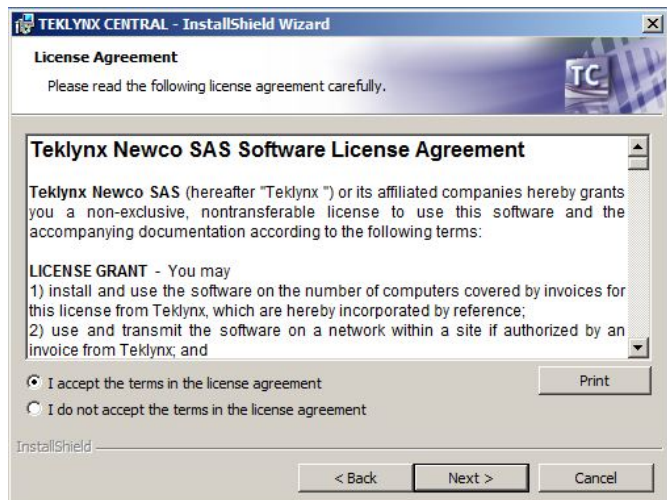 TEKLYNX CENTRAL - InstallShield Wizard
License Agreement
Please read the following license agreement carefully.
TC
Teklynx Newco SAS Software License Agreement
Teklynx Newco SAS (hereafter "Teklynx ") or its affiliated companies hereby grants
you a non-exclusive, nontransferable license to use this software and the
accompanying documentation according to the following terms:
LICENSE GRANT - You may
1) install and use the software on the number of computers covered by invoices for
this license from Teklynx, which are hereby incorporated by reference;
2) use and transmit the software on a network within a site if authorized by an
invoice from Teklynx; and
I accept the terms in the license agreement
Print
I do not accept the terms in the license agreement
InstallShield
< Back
Next >
Cancel